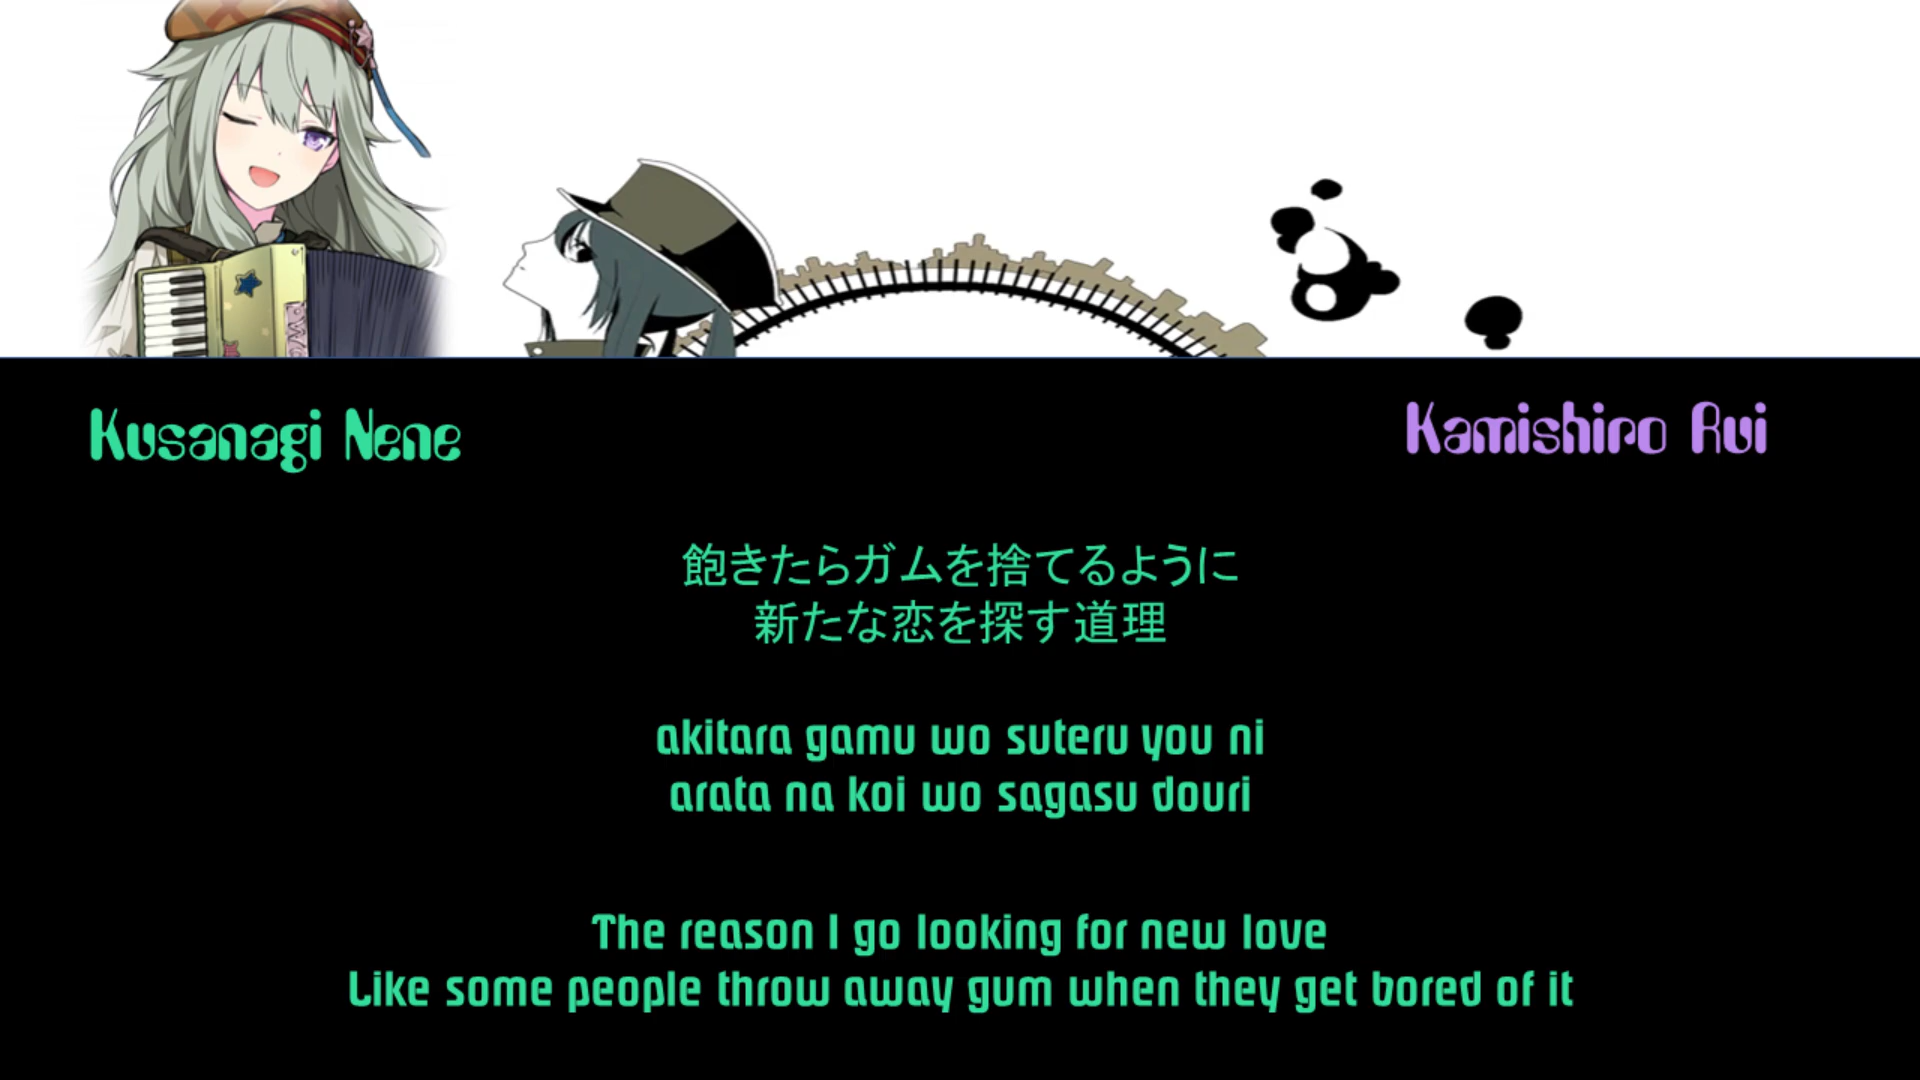 Kusanagi Nene
Kamishiro Rui
飽きたらガムを捨てるように
新たな恋を探す道理
akitara gamu wo suteru you ni
arata na koi wo sagasu douri
The reason I go looking for new love
Like some people throw away gum when they get bored of it